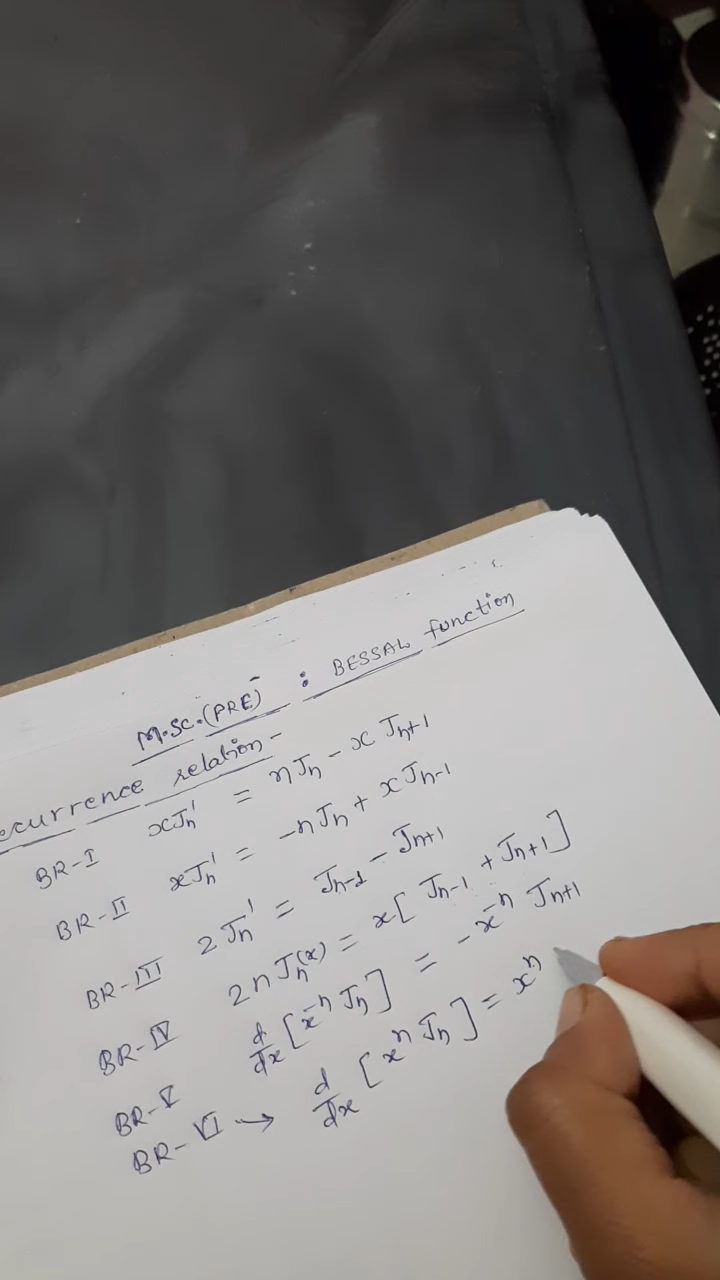 M.SC.(PRE) : BESSAL function
ecurrence relation-
BR-I xJn' = nJn - x Jn+1
BR-II xJn' = -nJn + xJn-1
BR-III 2Jn' = Jn-1 - Jn+1
BR-IV 2nJn(x) = x[Jn-1 + Jn+1]
BR-V d/dx [x^-n Jn] = -x^-n Jn+1
BR-VI → d/dx [x^n Jn] = x^n